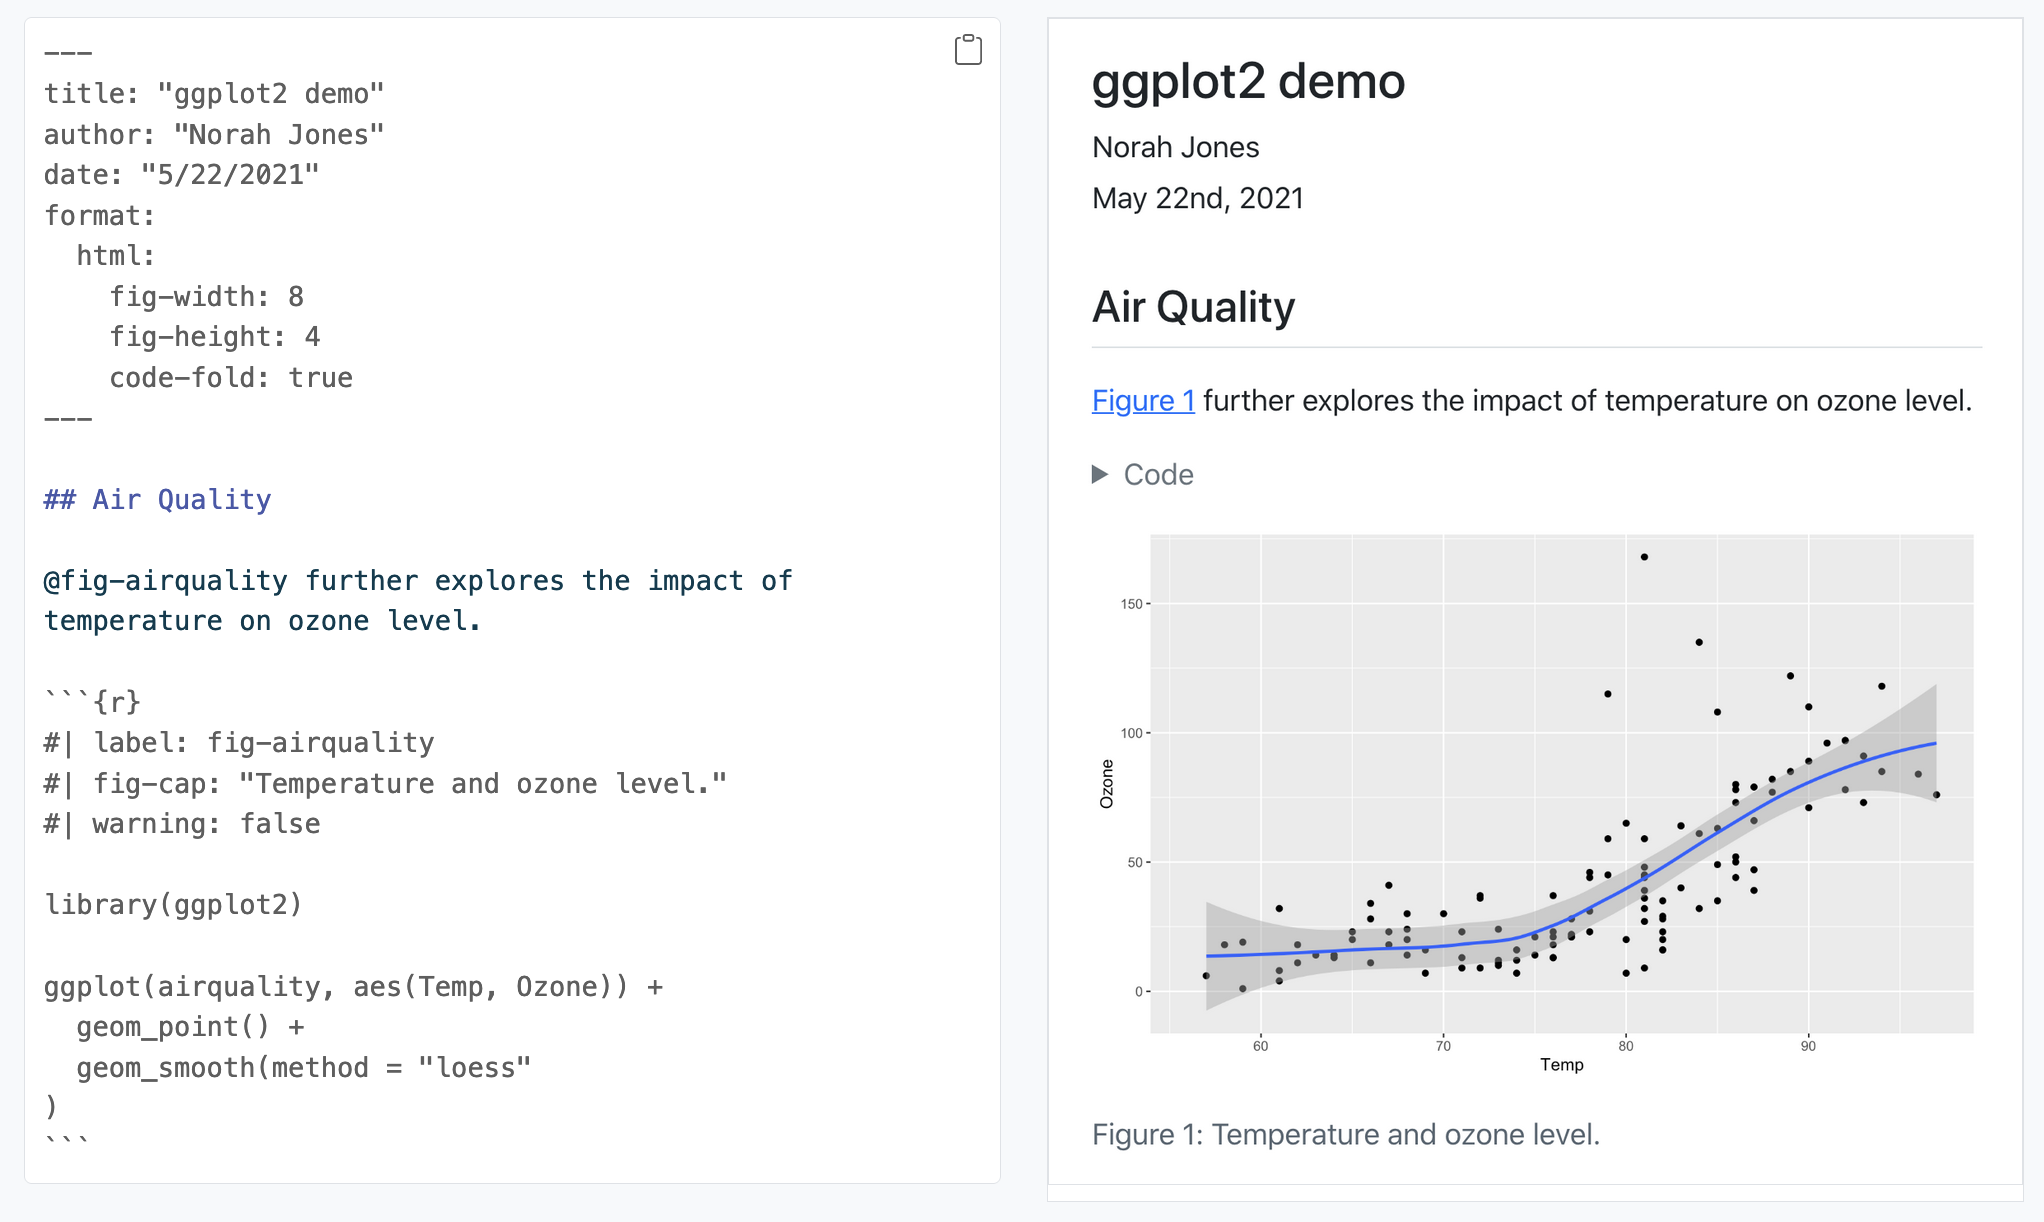 ---
title: "ggplot2 demo"
author: "Norah Jones"
date: "5/22/2021"
format:
  html:
    fig-width: 8
    fig-height: 4
    code-fold: true
---
## Air Quality
@fig-airquality further explores the impact of
temperature on ozone level.
```{r}
#| label: fig-airquality
#| fig-cap: "Temperature and ozone level."
#| warning: false
library(ggplot2)
ggplot(airquality, aes(Temp, Ozone)) +
  geom_point() +
  geom_smooth(method = "loess"
)
```
ggplot2 demo
Norah Jones
May 22nd, 2021
Air Quality
Figure 1 further explores the impact of temperature on ozone level.
Code
150
100
50
0
Ozone
60 70 80 90
Temp
Figure 1: Temperature and ozone level.